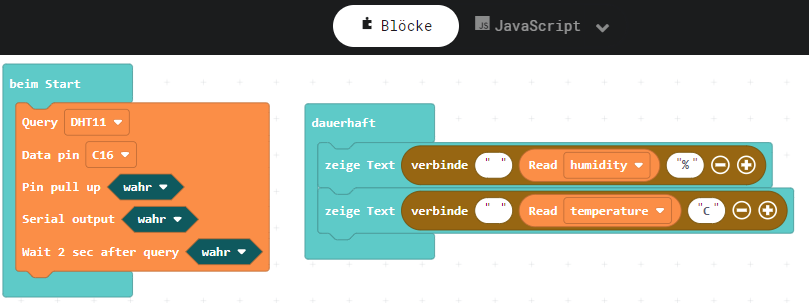 Blöcke
JS JavaScript
beim Start
Query DHT11
Data pin C16
Pin pull up wahr
Serial output wahr
Wait 2 sec after query wahr
dauerhaft
zeige Text verbinde " " Read humidity "%"
zeige Text verbinde " " Read temperature "C"